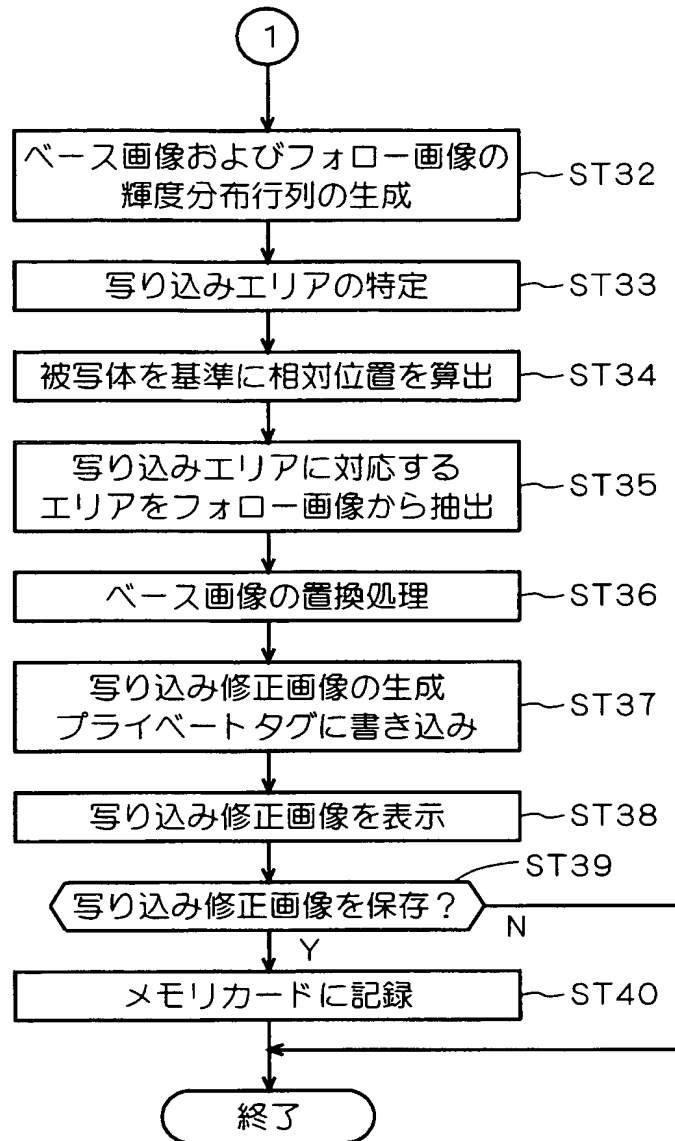 1
ベース画像およびフォロー画像の
輝度分布行列の生成
ST32
写り込みエリアの特定
ST33
被写体を基準に相対位置を算出
ST34
写り込みエリアに対応する
エリアをフォロー画像から抽出
ST35
ベース画像の置換処理
ST36
写り込み修正画像の生成
プライベートタグに書き込み
ST37
写り込み修正画像を表示
ST38
ST39
写り込み修正画像を保存?
N
Y
メモリカードに記録
ST40
終了